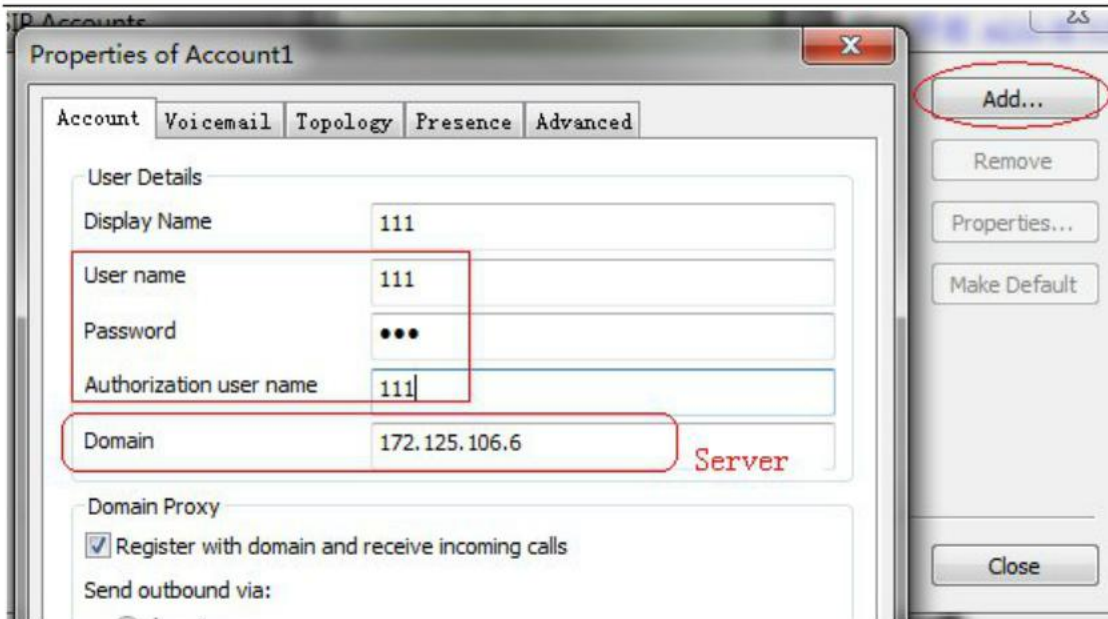 SIP Accounts
Properties of Account1
Add...
Account Voicemail Topology Presence Advanced
Remove
User Details
Display Name 111
Properties...
User name 111
Make Default
Password •••
Authorization user name 111
Domain 172.125.106.6
Server
Domain Proxy
Register with domain and receive incoming calls
Close
Send outbound via: